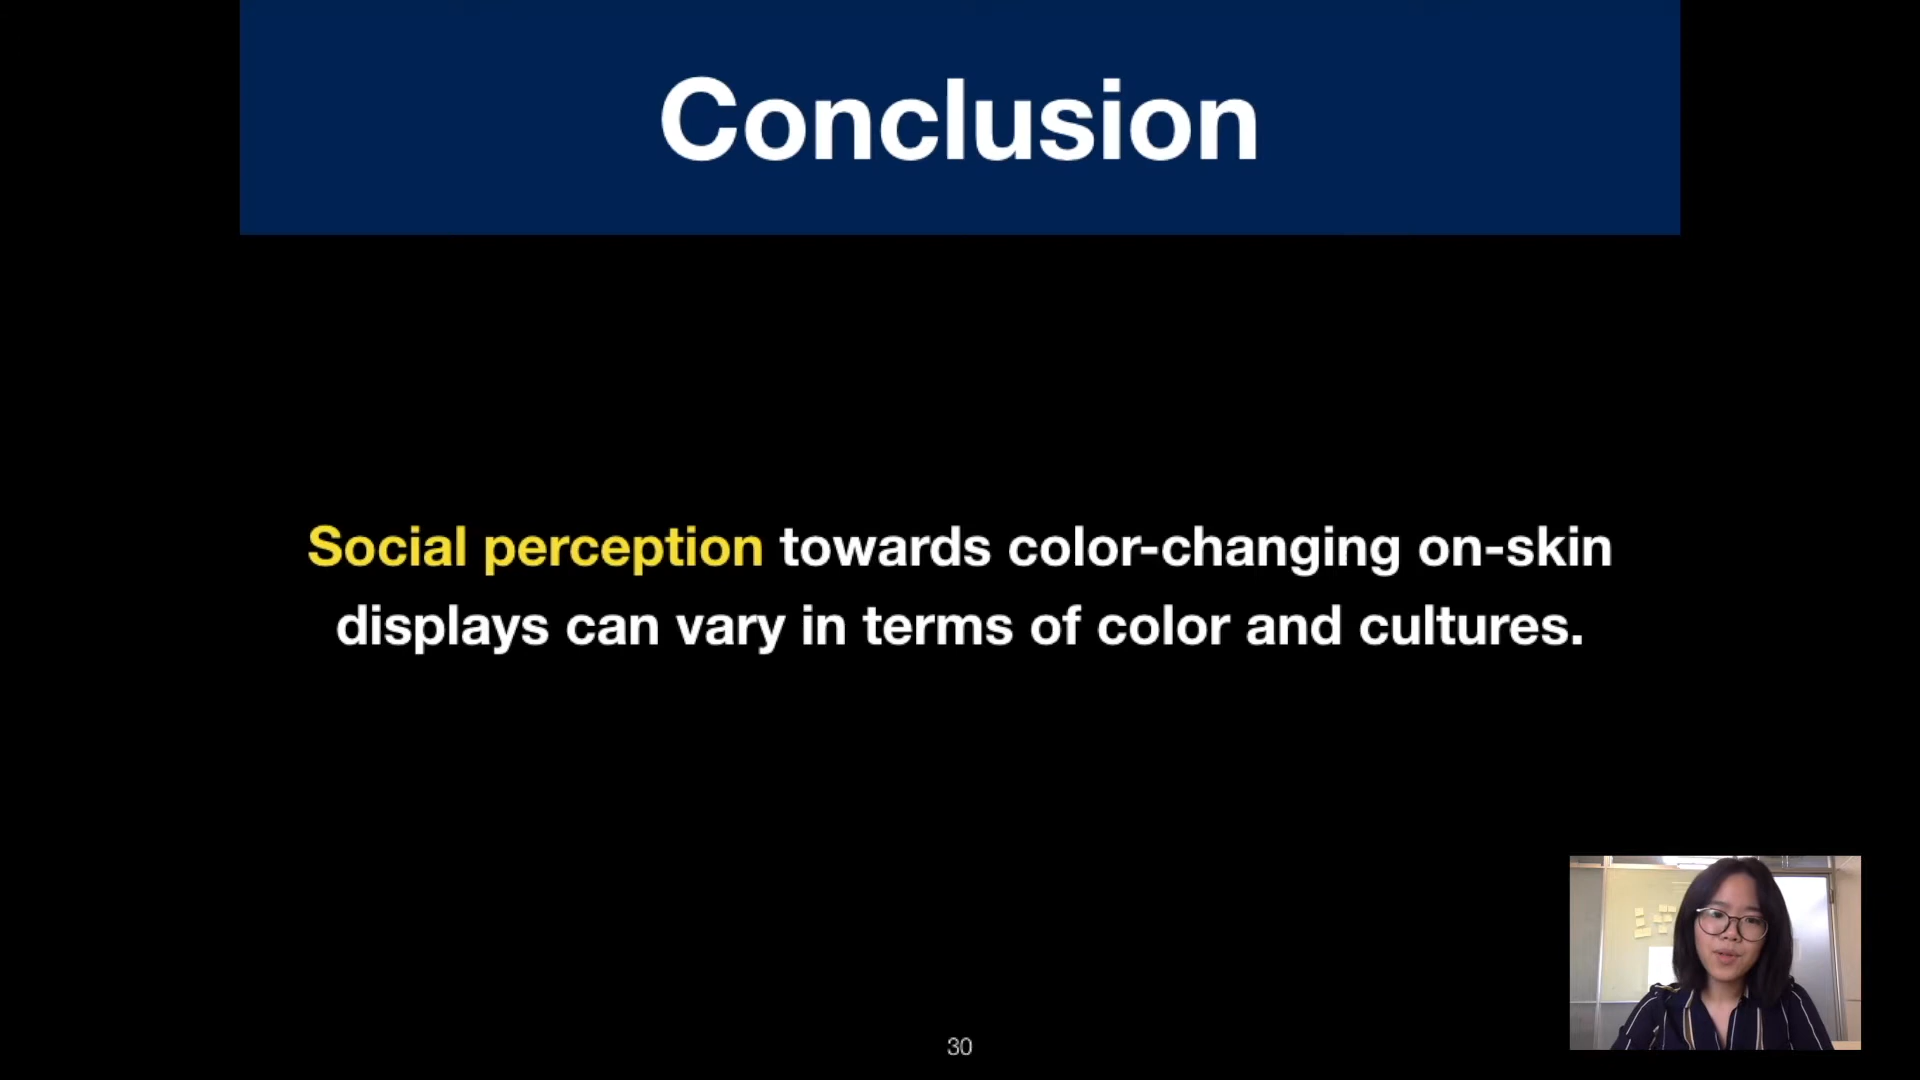 Conclusion
Social perception towards color-changing on-skin
displays can vary in terms of color and cultures.
30